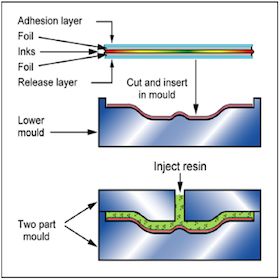 Adhesion layer
Foil
Inks
Foil
Release layer
Cut and insert
in mould
Lower
mould
Inject resin
Two part
mould